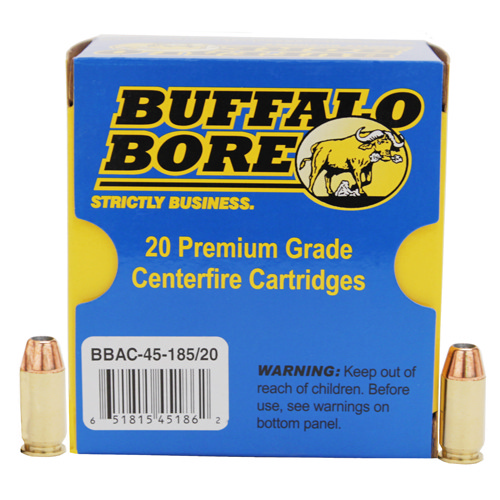 BUFFALO
BORE
STRICTLY BUSINESS.
20 Premium Grade
Centerfire Cartridges
BBAC-45-185/20
6 51815 45186 2
WARNING: Keep out of
reach of children. Before
use, see warnings on
bottom panel.